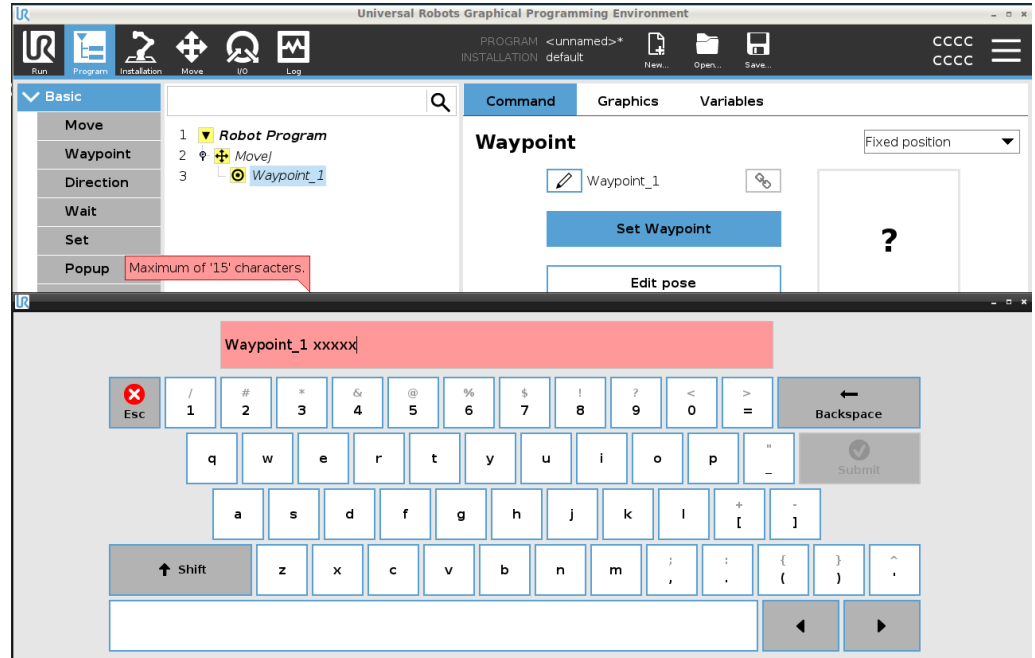 UR Universal Robots Graphical Programming Environment
UR
Run
Program
Installation
Move
I/O
Log
PROGRAM <unnamed>*
INSTALLATION default
New...
Open...
Save...
CCCC
CCCC
Basic
Move
Waypoint
Direction
Wait
Set
Popup
1 Robot Program
2 MoveJ
3 Waypoint_1
Maximum of '15' characters.
Command Graphics Variables
Waypoint
Fixed position
Waypoint_1
Set Waypoint
Edit pose
?
UR
Waypoint_1 xxxxx
Esc
/ # * & @ % $ ! ? < >
1 2 3 4 5 6 7 8 9 0 =
Backspace
q w e r t y u i o p " _
Submit
a s d f g h j k l + [ - ]
Shift z x c v b n m ; , : . { ( } ) ^ '